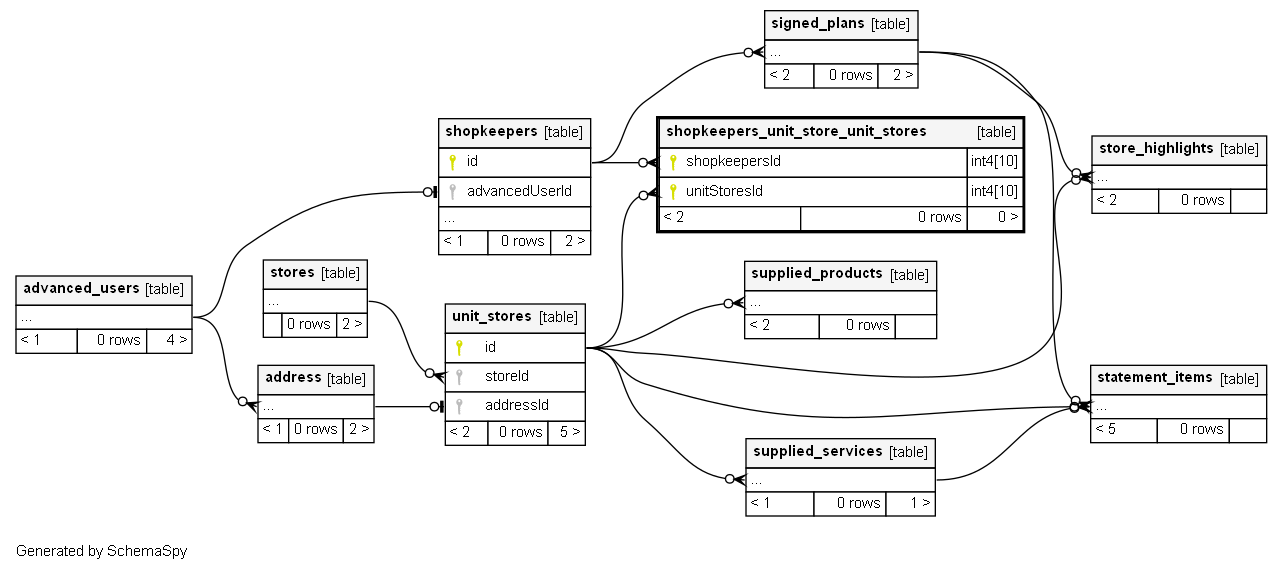 signed_plans [table]
...
< 2 0 rows 2 >
shopkeepers [table]
id
advancedUserId
...
< 1 0 rows 2 >
shopkeepers_unit_store_unit_stores [table]
shopkeepersId int4[10]
unitStoresId int4[10]
< 2 0 rows 0 >
store_highlights [table]
...
< 2 0 rows
advanced_users [table]
...
< 1 0 rows 4 >
stores [table]
...
0 rows 2 >
address [table]
...
< 1 0 rows 2 >
unit_stores [table]
id
storeId
addressId
< 2 0 rows 5 >
supplied_products [table]
...
< 2 0 rows
supplied_services [table]
...
< 1 0 rows 1 >
statement_items [table]
...
< 5 0 rows
Generated by SchemaSpy